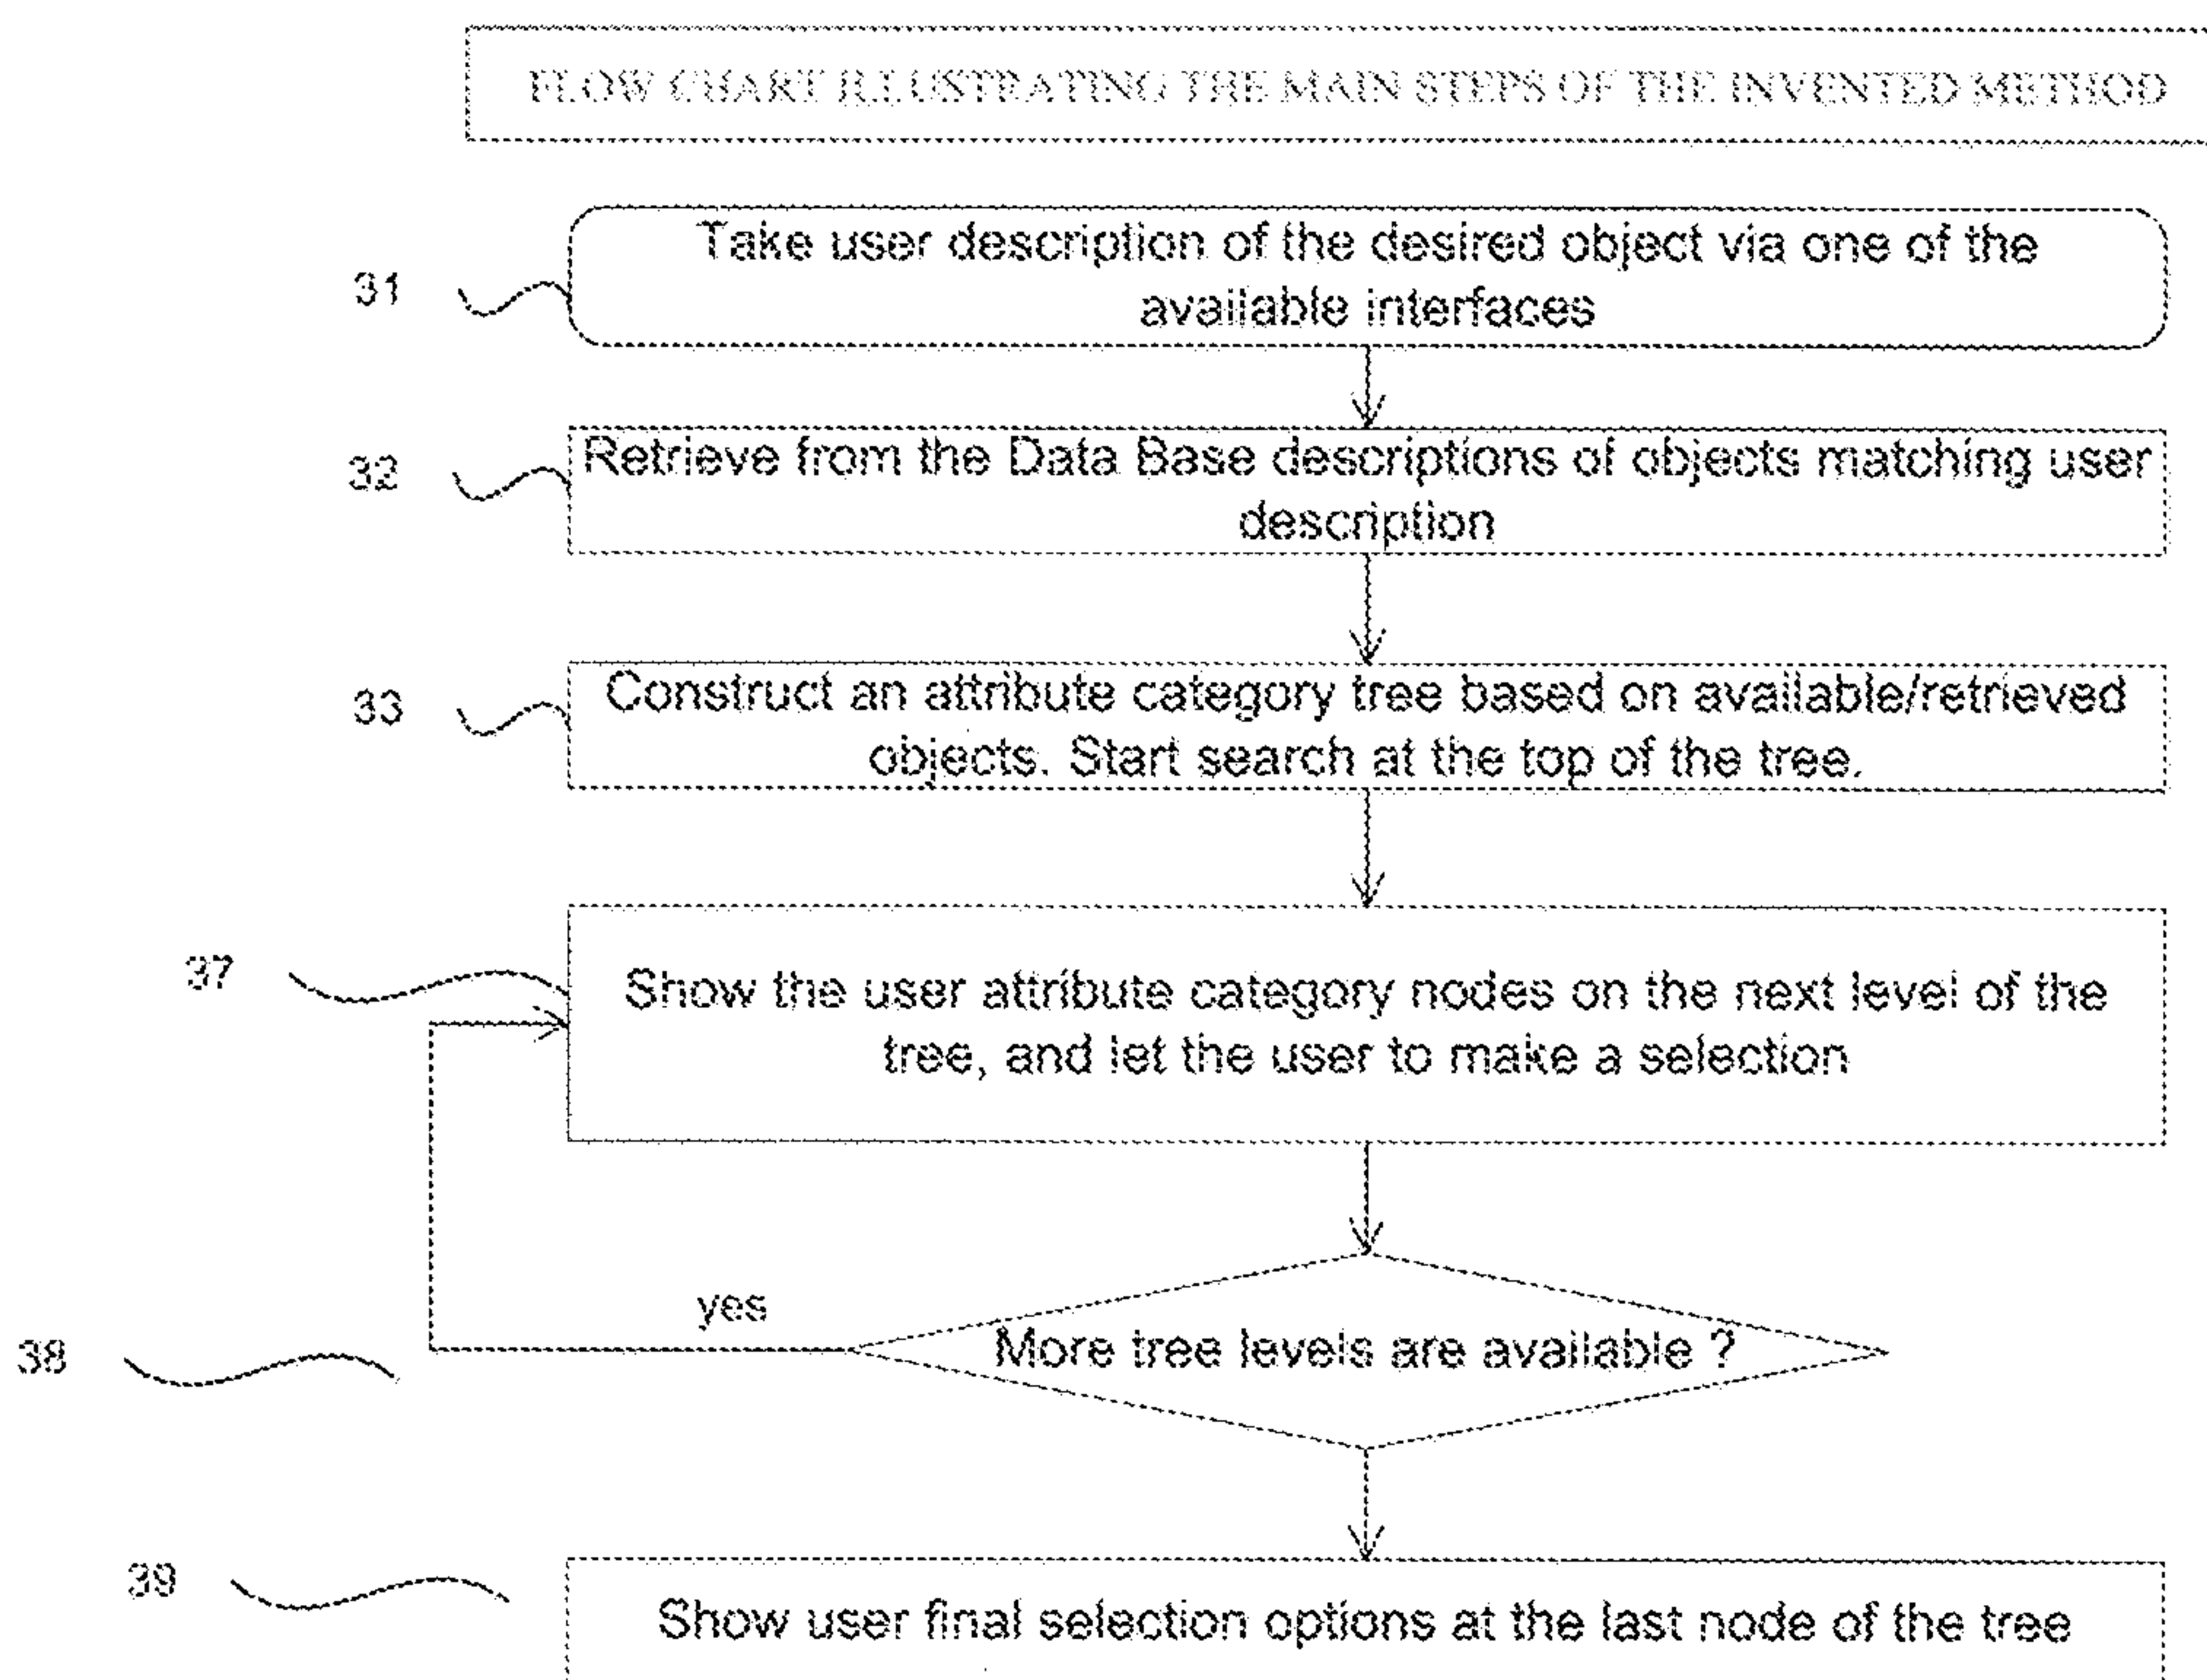 FLOW CHART ILLUSTRATING THE MAIN STEPS OF THE INVENTED METHOD
31
Take user description of the desired object via one of the
available interfaces
32
Retrieve from the Data Base descriptions of objects matching user
description
33
Construct an attribute category tree based on available/retrieved
objects. Start search at the top of the tree.
37
Show the user attribute category nodes on the next level of the
tree, and let the user to make a selection
yes
38
More tree levels are available ?
39
Show user final selection options at the last node of the tree